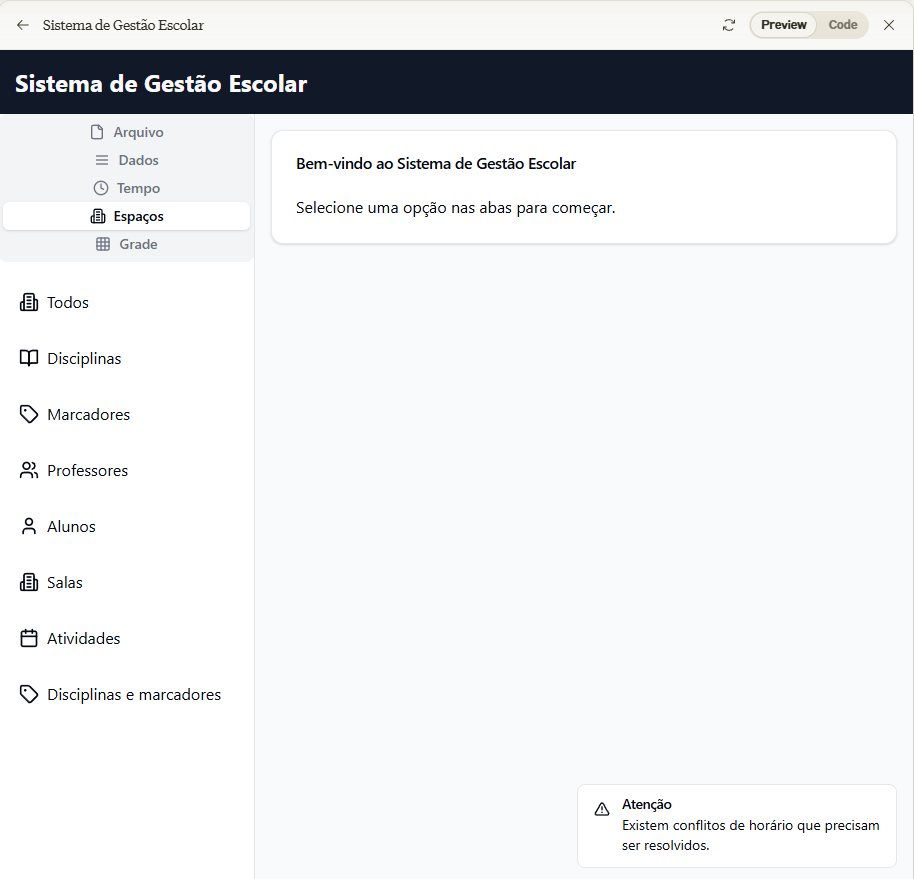 Sistema de Gestão Escolar
Preview
Code
Sistema de Gestão Escolar
Arquivo
Dados
Tempo
Espaços
Grade
Todos
Disciplinas
Marcadores
Professores
Alunos
Salas
Atividades
Disciplinas e marcadores
Bem-vindo ao Sistema de Gestão Escolar
Selecione uma opção nas abas para começar.
Atenção
Existem conflitos de horário que precisam
ser resolvidos.